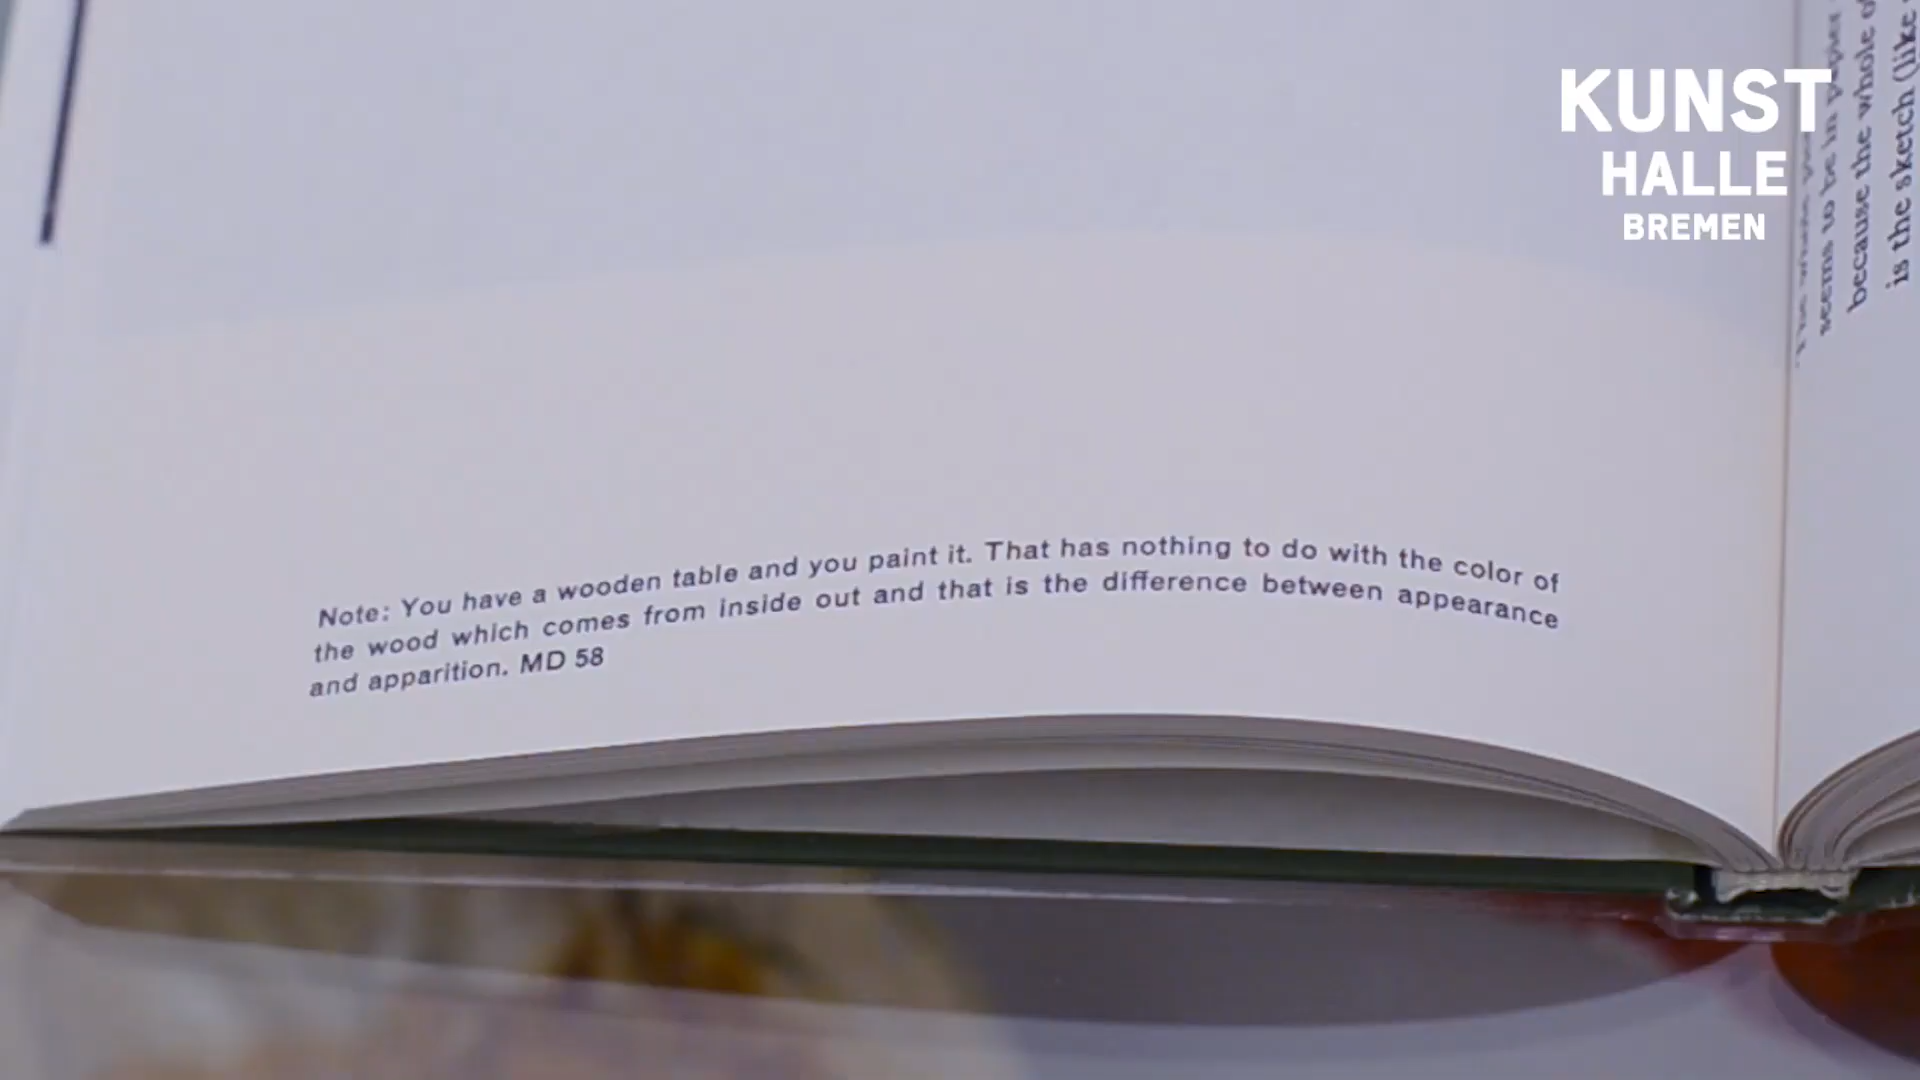 KUNST
HALLE
BREMEN
seems to be in papier
because the whole
is the sketch (like
Note: You have a wooden table and you paint it. That has nothing to do with the color of
the wood which comes from inside out and that is the difference between appearance
and apparition. MD 58